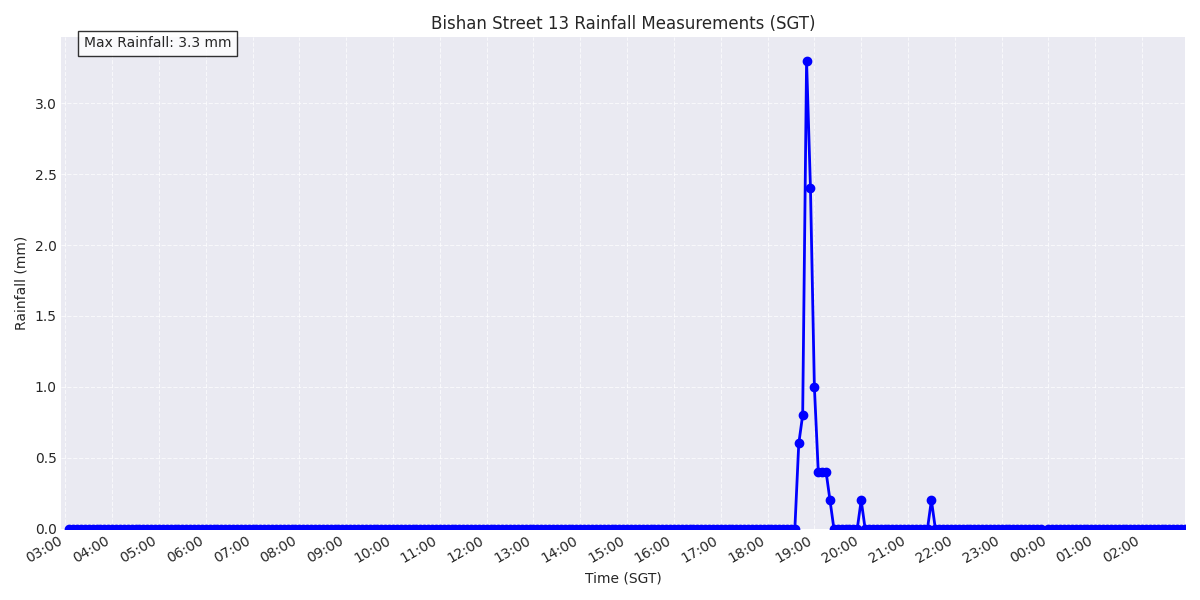 Bishan Street 13 Rainfall Measurements (SGT)
Max Rainfall: 3.3 mm
Rainfall (mm)
3.0
2.5
2.0
1.5
1.0
0.5
0.0
03:00 04:00 05:00 06:00 07:00 08:00 09:00 10:00 11:00 12:00 13:00 14:00 15:00 16:00 17:00 18:00 19:00 20:00 21:00 22:00 23:00 00:00 01:00 02:00
Time (SGT)